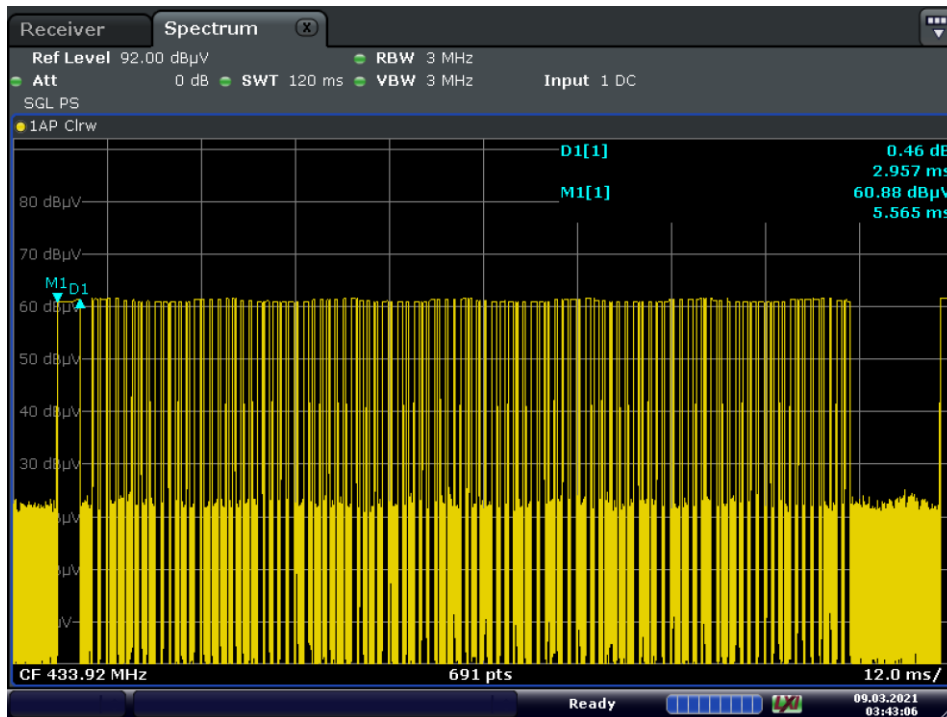 Receiver Spectrum X
Ref Level 92.00 dBµV RBW 3 MHz
Att 0 dB SWT 120 ms VBW 3 MHz Input 1 DC
SGL PS
1AP Clrw
D1[1] 0.46 dB
2.957 ms
M1[1] 60.88 dBµV
5.565 ms
80 dBµV
70 dBµV
M1 D1
60 dBµV
50 dBµV
40 dBµV
30 dBµV
CF 433.92 MHz 691 pts 12.0 ms/
Ready LXI 09.03.2021
03:43:06